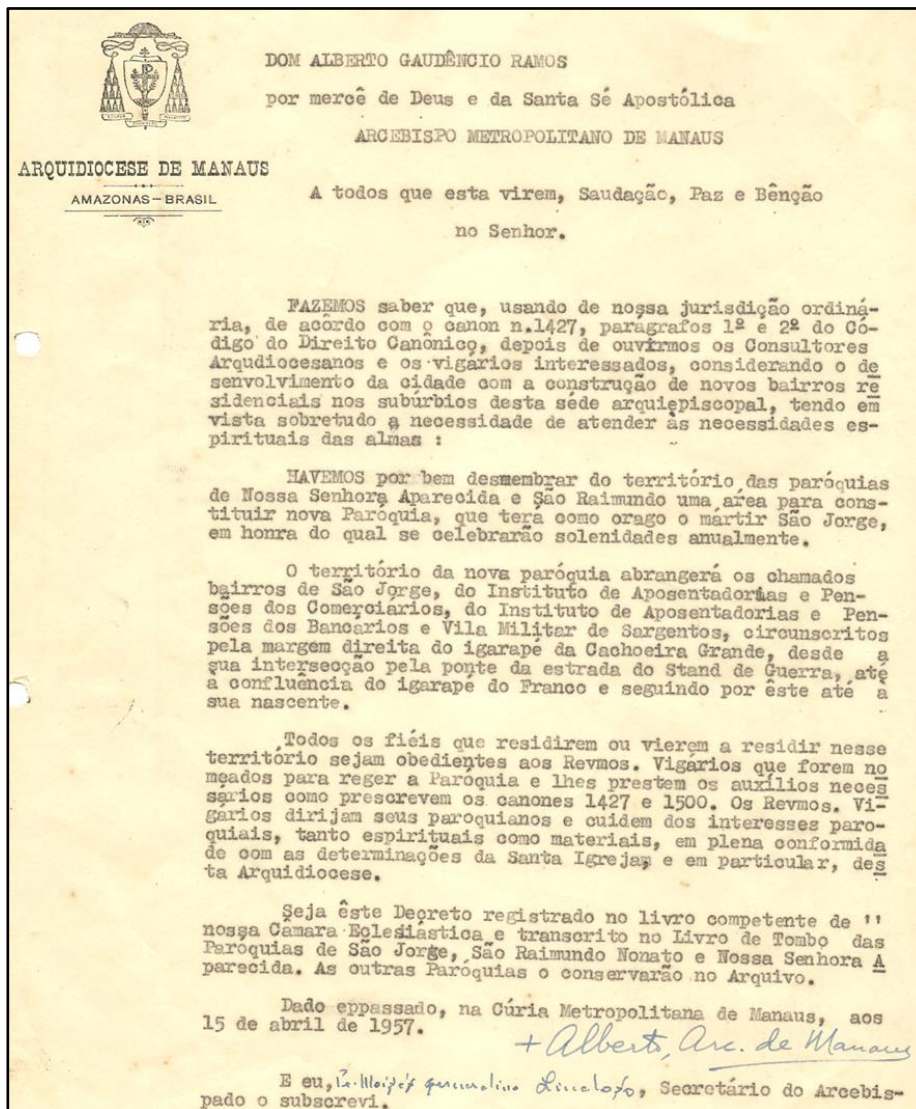 ARQUIDIOCESE DE MANAUS
AMAZONAS-BRASIL
DOM ALBERTO GAUDÊNCIO RAMOS
por mercê de Deus e da Santa Sé Apostólica
ARCEBISPO METROPOLITANO DE MANAUS
A todos que esta virem, Saudação, Paz e Bênção
no Senhor.
FAZEMOS saber que, usando de nossa jurisdição ordiná-
ria, de acôrdo com o canon n.1427, parágrafos 1º e 2º do Có-
digo do Direito Canônico, depois de ouvirmos os Consultores
Arqudiocesanos e os vigários interessados, considerando o de
senvolvimento da cidade com a construção de novos bairros re
sidenciais nos subúrbios desta séde arquiepiscopal, tendo em
vista sobretudo a necessidade de atender às necessidades es-
pirituais das almas :
HAVEMOS por bem desmembrar do território das paróquias
de Nossa Senhora Aparecida e São Raimundo uma área para cons-
tituir nova Paróquia, que terá como orago o mártir São Jorge,
em honra do qual se celebrarão solenidades anualmente.
O território da nova paróquia abrangerá os chamados
bairros de São Jorge, do Instituto de Aposentadorias e Pen-
sões dos Comerciários, do Instituto de Aposentadorias e Pen-
sões dos Bancários e Vila Militar de Sargentos, circunscritos
pela margem direita do igarapé da Cachoeira Grande, desde a
sua intersecção pela ponte da estrada do Stand de Guerra, até
a confluência do igarapé do Franco e seguindo por êste até à
sua nascente.
Todos os fiéis que residirem ou vierem a residir nesse
território sejam obedientes aos Revmos. Vigários que forem no
meados para reger a Paróquia e lhes prestem os auxílios neces
sários como prescrevem os canones 1427 e 1500. Os Revmos. Vi-
gários dirijam seus paroquianos e cuidem dos interesses paro-
quiais, tanto espirituais como materiais, em plena conformida
de com as determinações da Santa Igreja, e em particular, des
ta Arquidiocese.
Seja êste Decreto registrado no livro competente de ''
nossa Câmara Eclesiástica e transcrito no Livro de Tombo das
Paróquias de São Jorge, São Raimundo Nonato e Nossa Senhora A
parecida. As outras Paróquias o conservarão no Arquivo.
Dado eppassado, na Cúria Metropolitana de Manaus, aos
15 de abril de 1957.
+ Alberto, Arc. de Manaus
E eu, Pe. Moizés, Secretário do Arcebis-
pado o subscrevi.